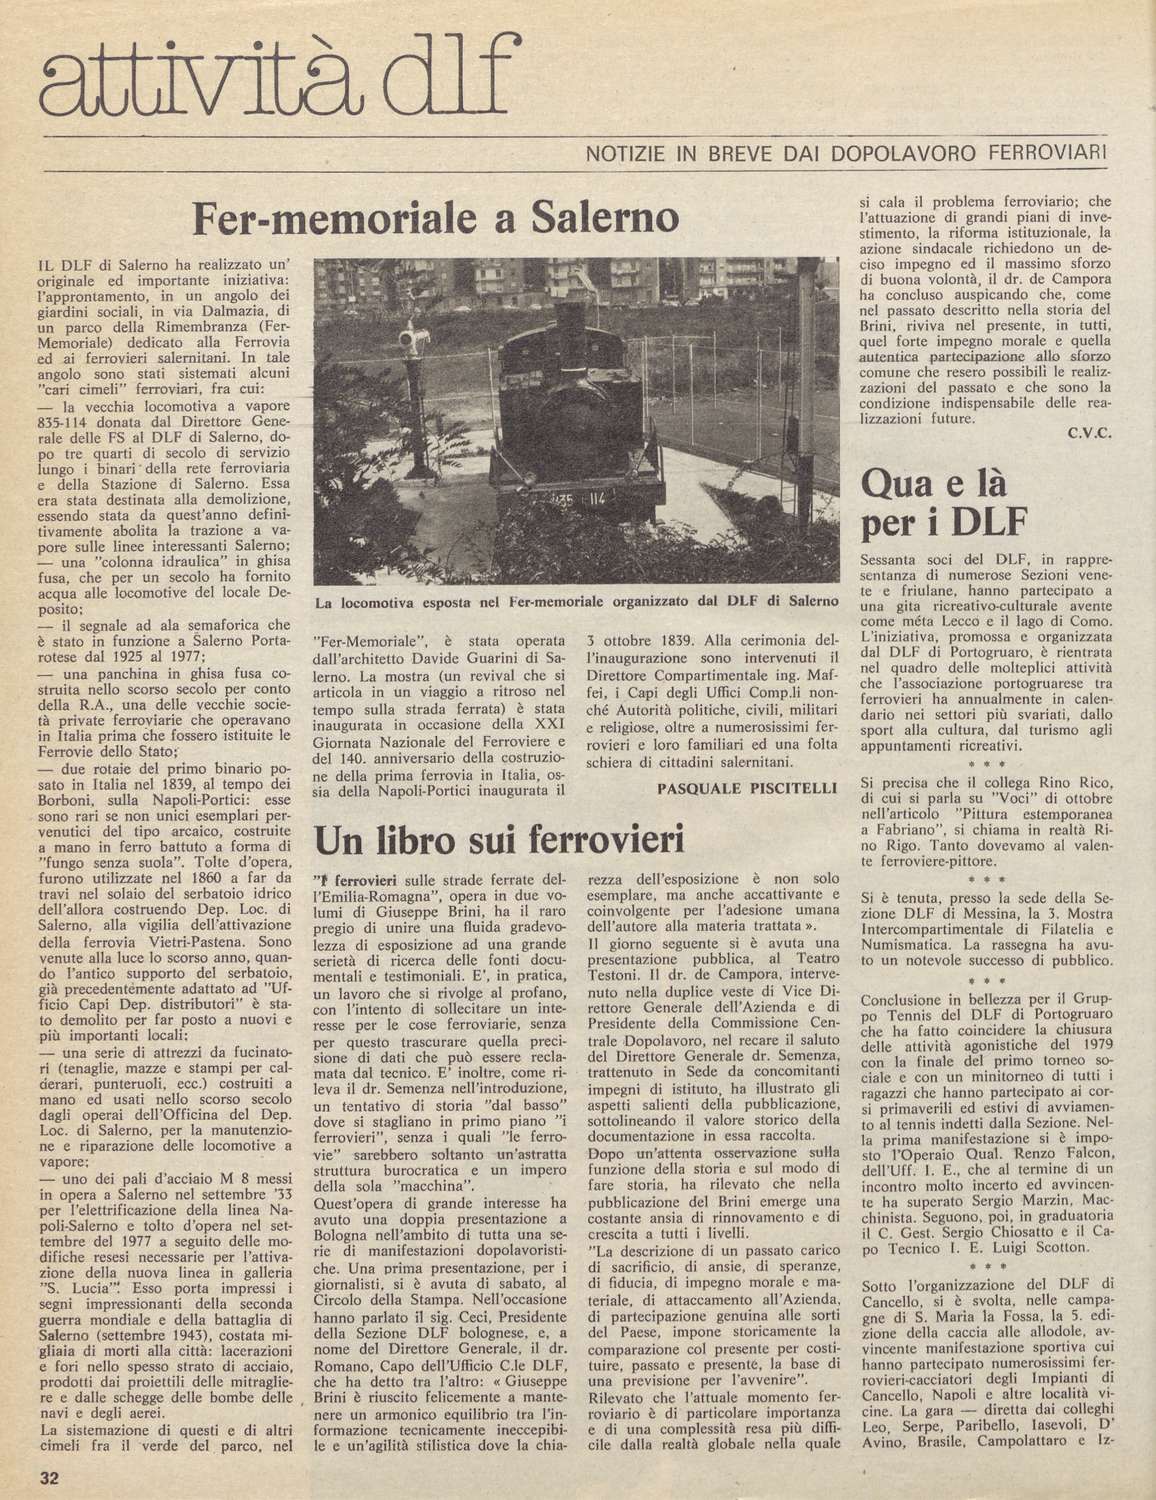 attività dlf
NOTIZIE IN BREVE DAI DOPOLAVORO FERROVIARI
Fer-memoriale a Salerno
IL DLF di Salerno ha realizzato un'
originale ed importante iniziativa:
l'approntamento, in un angolo dei
giardini sociali, in via Dalmazia, di
un parco della Rimembranza (Fer-
Memoriale) dedicato alla Ferrovia
ed ai ferrovieri salernitani. In tale
angolo sono stati sistemati alcuni
"cari cimeli" ferroviari, fra cui:
— la vecchia locomotiva a vapore
835-114 donata dal Direttore Gene-
rale delle FS al DLF di Salerno, do-
po tre quarti di secolo di servizio
lungo i binari della rete ferroviaria
e della Stazione di Salerno. Essa
era stata destinata alla demolizione,
essendo stata da quest'anno defini-
tivamente abolita la trazione a va-
pore sulle linee interessanti Salerno;
— una "colonna idraulica" in ghisa
fusa, che per un secolo ha fornito
acqua alle locomotive del locale De-
posito;
— il segnale ad ala semaforica che
è stato in funzione a Salerno Porta-
rotese dal 1925 al 1977;
— una panchina in ghisa fusa co-
struita nello scorso secolo per conto
della R.A., una delle vecchie socie-
tà private ferroviarie che operavano
in Italia prima che fossero istituite le
Ferrovie dello Stato;
— due rotaie del primo binario po-
sato in Italia nel 1839, al tempo dei
Borboni, sulla Napoli-Portici: esse
sono rari se non unici esemplari per-
venutici del tipo arcaico, costruite
a mano in ferro battuto a forma di
"fungo senza suola". Tolte d'opera,
furono utilizzate nel 1860 a far da
travi nel solaio del serbatoio idrico
dell'allora costruendo Dep. Loc. di
Salerno, alla vigilia dell'attivazione
della ferrovia Vietri-Pastena. Sono
venute alla luce lo scorso anno, quan-
do l'antico supporto del serbatoio,
già precedentemente adattato ad "Uf-
ficio Capi Dep. distributori" è sta-
to demolito per far posto a nuovi e
più importanti locali;
— una serie di attrezzi da fucinato-
ri (tenaglie, mazze e stampi per cal-
derari, punteruoli, ecc.) costruiti a
mano ed usati nello scorso secolo
dagli operai dell'Officina del Dep.
Loc. di Salerno, per la manutenzio-
ne e riparazione delle locomotive a
vapore;
— uno dei pali d'acciaio M 8 messi
in opera a Salerno nel settembre '33
per l'elettrificazione della linea Na-
poli-Salerno e tolto d'opera nel set-
tembre del 1977 a seguito delle mo-
difiche resesi necessarie per l'attiva-
zione della nuova linea in galleria
"S. Lucia". Esso porta impressi i
segni impressionanti della seconda
guerra mondiale e della battaglia di
Salerno (settembre 1943), costata mi-
gliaia di morti alla città: lacerazioni
e fori nello spesso strato di acciaio,
prodotti dai proiettili delle mitraglie-
re e dalle schegge delle bombe delle
navi e degli aerei.
La sistemazione di questi e di altri
cimeli fra il verde del parco, nel
35 114
La locomotiva esposta nel Fer-memoriale organizzato dal DLF di Salerno
"Fer-Memoriale", è stata operata
dall'architetto Davide Guarini di Sa-
lerno. La mostra (un revival che si
articola in un viaggio a ritroso nel
tempo sulla strada ferrata) è stata
inaugurata in occasione della XXI
Giornata Nazionale del Ferroviere e
del 140. anniversario della costruzio-
ne della prima ferrovia in Italia, os-
sia della Napoli-Portici inaugurata il
3 ottobre 1839. Alla cerimonia del-
l'inaugurazione sono intervenuti il
Direttore Compartimentale ing. Maf-
fei, i Capi degli Uffici Comp.li non-
ché Autorità politiche, civili, militari
e religiose, oltre a numerosissimi fer-
rovieri e loro familiari ed una folta
schiera di cittadini salernitani.
PASQUALE PISCITELLI
Un libro sui ferrovieri
"I ferrovieri sulle strade ferrate del-
l'Emilia-Romagna", opera in due vo-
lumi di Giuseppe Brini, ha il raro
pregio di unire una fluida gradevo-
lezza di esposizione ad una grande
serietà di ricerca delle fonti docu-
mentali e testimoniali. E', in pratica,
un lavoro che si rivolge al profano,
con l'intento di sollecitare un inte-
resse per le cose ferroviarie, senza
per questo trascurare quella preci-
sione di dati che può essere recla-
mata dal tecnico. E' inoltre, come ri-
leva il dr. Semenza nell'introduzione,
un tentativo di storia "dal basso"
dove si stagliano in primo piano "i
ferrovieri", senza i quali "le ferro-
vie" sarebbero soltanto un'astratta
struttura burocratica e un impero
della sola "macchina".
Quest'opera di grande interesse ha
avuto una doppia presentazione a
Bologna nell'ambito di tutta una se-
rie di manifestazioni dopolavoristi-
che. Una prima presentazione, per i
giornalisti, si è avuta di sabato, al
Circolo della Stampa. Nell'occasione
hanno parlato il sig. Ceci, Presidente
della Sezione DLF bolognese, e, a
nome del Direttore Generale, il dr.
Romano, Capo dell'Ufficio C.le DLF,
che ha detto tra l'altro: « Giuseppe
Brini è riuscito felicemente a mante-
nere un armonico equilibrio tra l'in-
formazione tecnicamente ineccepibi-
le e un'agilità stilistica dove la chia-
rezza dell'esposizione è non solo
esemplare, ma anche accattivante e
coinvolgente per l'adesione umana
dell'autore alla materia trattata ».
Il giorno seguente si è avuta una
presentazione pubblica, al Teatro
Testoni. Il dr. de Campora, interve-
nuto nella duplice veste di Vice Di-
rettore Generale dell'Azienda e di
Presidente della Commissione Cen-
trale Dopolavoro, nel recare il saluto
del Direttore Generale dr. Semenza,
trattenuto in Sede da concomitanti
impegni di istituto, ha illustrato gli
aspetti salienti della pubblicazione,
sottolineando il valore storico della
documentazione in essa raccolta.
Dopo un'attenta osservazione sulla
funzione della storia e sul modo di
fare storia, ha rilevato che nella
pubblicazione del Brini emerge una
costante ansia di rinnovamento e di
crescita a tutti i livelli.
"La descrizione di un passato carico
di sacrificio, di ansie, di speranze,
di fiducia, di impegno morale e ma-
teriale, di attaccamento all'Azienda,
di partecipazione genuina alle sorti
del Paese, impone storicamente la
comparazione col presente per costi-
tuire, passato e presente, la base di
una previsione per l'avvenire".
Rilevato che l'attuale momento fer-
roviario è di particolare importanza
e di una complessità resa più diffi-
cile dalla realtà globale nella quale
si cala il problema ferroviario; che
l'attuazione di grandi piani di inve-
stimento, la riforma istituzionale, la
azione sindacale richiedono un de-
ciso impegno ed il massimo sforzo
di buona volontà, il dr. de Campora
ha concluso auspicando che, come
nel passato descritto nella storia del
Brini, riviva nel presente, in tutti,
quel forte impegno morale e quella
autentica partecipazione allo sforzo
comune che resero possibili le realiz-
zazioni del passato e che sono la
condizione indispensabile delle rea-
lizzazioni future.
C.V.C.
Qua e là
per i DLF
Sessanta soci del DLF, in rappre-
sentanza di numerose Sezioni vene-
te e friulane, hanno partecipato a
una gita ricreativo-culturale avente
come méta Lecco e il lago di Como.
L'iniziativa, promossa e organizzata
dal DLF di Portogruaro, è rientrata
nel quadro delle molteplici attività
che l'associazione portogruarese tra
ferrovieri ha annualmente in calen-
dario nei settori più svariati, dallo
sport alla cultura, dal turismo agli
appuntamenti ricreativi.
* * *
Si precisa che il collega Rino Rico,
di cui si parla su "Voci" di ottobre
nell'articolo "Pittura estemporanea
a Fabriano", si chiama in realtà Ri-
no Rigo. Tanto dovevamo al valen-
te ferroviere-pittore.
* * *
Si è tenuta, presso la sede della Se-
zione DLF di Messina, la 3. Mostra
Intercompartimentale di Filatelia e
Numismatica. La rassegna ha avu-
to un notevole successo di pubblico.
* * *
Conclusione in bellezza per il Grup-
po Tennis del DLF di Portogruaro
che ha fatto coincidere la chiusura
delle attività agonistiche del 1979
con la finale del primo torneo so-
ciale e con un minitorneo di tutti i
ragazzi che hanno partecipato ai cor-
si primaverili ed estivi di avviamen-
to al tennis indetti dalla Sezione. Nel-
la prima manifestazione si è impo-
sto l'Operaio Qual. Renzo Falcon,
dell'Uff. I. E., che al termine di un
incontro molto incerto ed avvincen-
te ha superato Sergio Marzin, Mac-
chinista. Seguono, poi, in graduatoria
il C. Gest. Sergio Chiosatto e il Ca-
po Tecnico I. E. Luigi Scotton.
* * *
Sotto l'organizzazione del DLF di
Cancello, si è svolta, nelle campa-
gne di S. Maria la Fossa, la 5. edi-
zione della caccia alle allodole, av-
vincente manifestazione sportiva cui
hanno partecipato numerosissimi fer-
rovieri-cacciatori degli Impianti di
Cancello, Napoli e altre località vi-
cine. La gara — diretta dai colleghi
Leo, Serpe, Paribello, Iasevoli, D'
Avino, Brasile, Campolattaro e Iz-
32